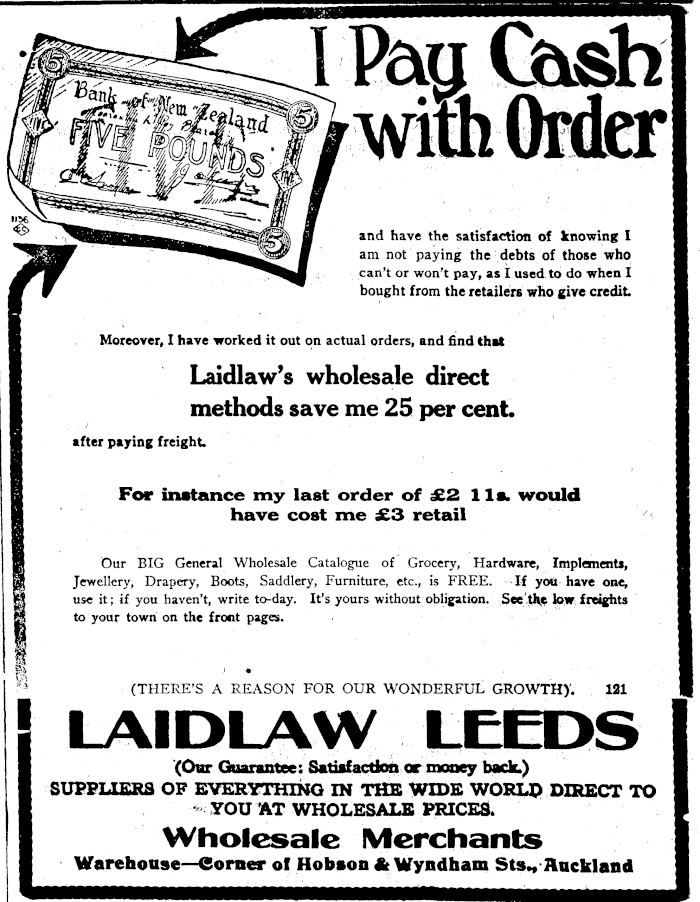 I Pay Cash
with Order
5
5
Bank of New Zealand
FIVE POUNDS
FIVE
5
1136
and have the satisfaction of knowing I
am not paying the debts of those who
can't or won't pay, as I used to do when I
bought from the retailers who give credit.
Moreover, I have worked it out on actual orders, and find that
Laidlaw's wholesale direct
methods save me 25 per cent.
after paying freight.
For instance my last order of £2 11s. would
have cost me £3 retail
Our BIG General Wholesale Catalogue of Grocery, Hardware, Implements,
Jewellery, Drapery, Boots, Saddlery, Furniture, etc., is FREE. If you have one,
use it; if you haven't, write to-day. It's yours without obligation. See the low freights
to your town on the front pages.
(THERE'S A REASON FOR OUR WONDERFUL GROWTH). 121
LAIDLAW LEEDS
(Our Guarantee: Satisfaction or money back.)
SUPPLIERS OF EVERYTHING IN THE WIDE WORLD DIRECT TO
YOU AT WHOLESALE PRICES.
Wholesale Merchants
Warehouse—Corner of Hobson & Wyndham Sts., Auckland